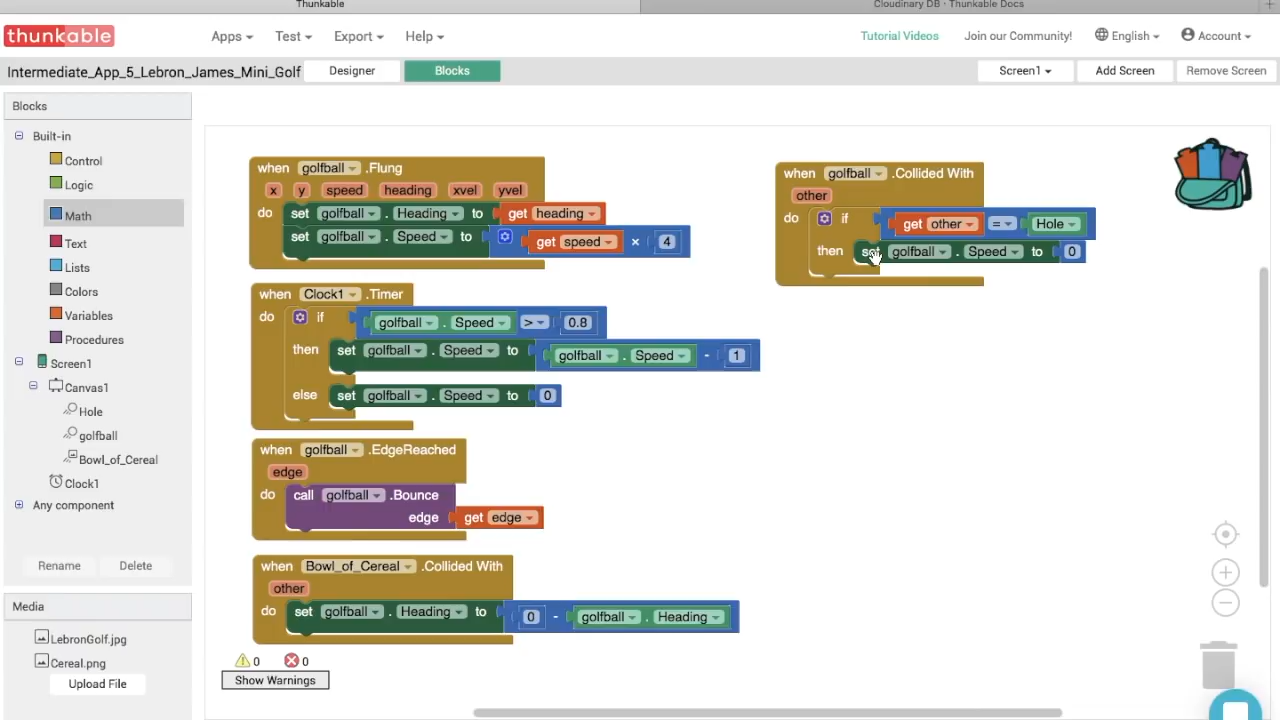 Thunkable
Cloudinary DB · Thunkable Docs
thunkable
Apps
Test
Export
Help
Tutorial Videos
Join our Community!
English
Account
Intermediate_App_5_Lebron_James_Mini_Golf
Designer
Blocks
Screen1
Add Screen
Remove Screen
Blocks
Built-in
Control
Logic
Math
Text
Lists
Colors
Variables
Procedures
Screen1
Canvas1
Hole
golfball
Bowl_of_Cereal
Clock1
Any component
Rename
Delete
Media
LebronGolf.jpg
Cereal.png
Upload File
when golfball .Flung
x y speed heading xvel yvel
do set golfball . Heading to get heading
set golfball . Speed to get speed × 4
when Clock1 .Timer
do if golfball . Speed > 0.8
then set golfball . Speed to golfball . Speed - 1
else set golfball . Speed to 0
when golfball .EdgeReached
edge
do call golfball .Bounce
edge get edge
when Bowl_of_Cereal .Collided With
other
do set golfball . Heading to 0 - golfball . Heading
0 0
Show Warnings
when golfball .Collided With
other
do if get other = Hole
then set golfball . Speed to 0